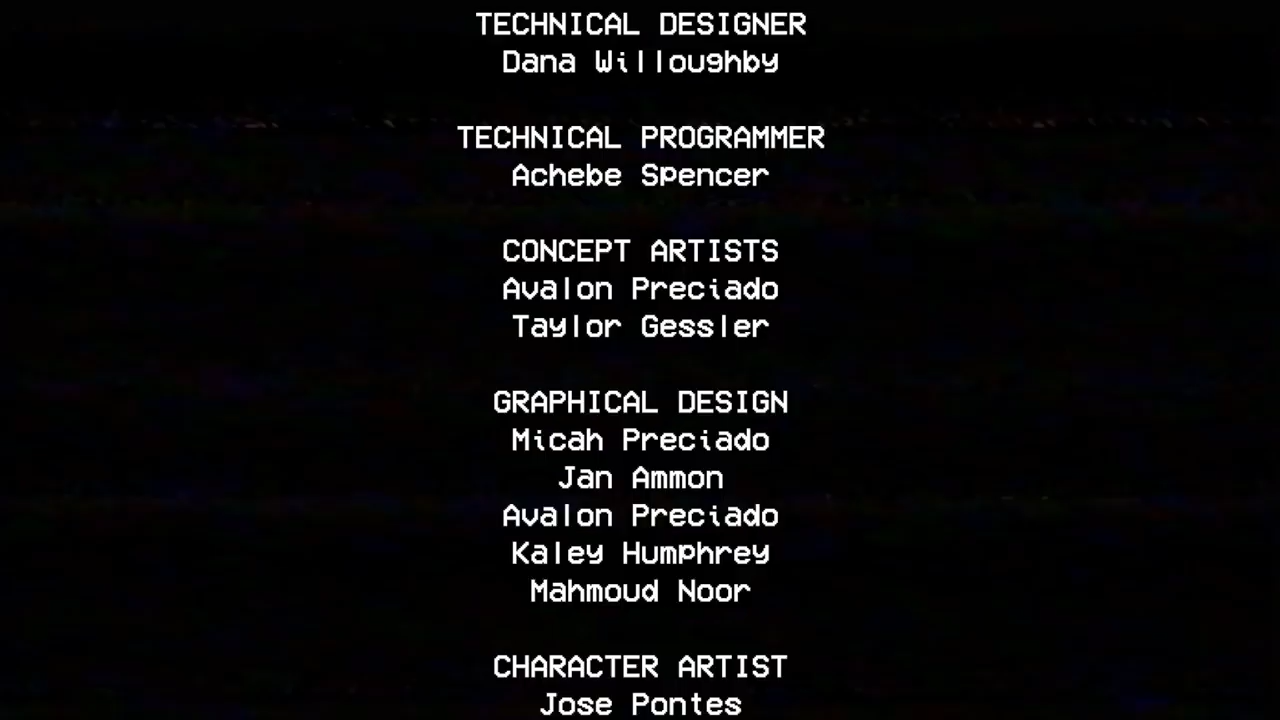 TECHNICAL DESIGNER
Dana Willoughby
TECHNICAL PROGRAMMER
Achebe Spencer
CONCEPT ARTISTS
Avalon Preciado
Taylor Gessler
GRAPHICAL DESIGN
Micah Preciado
Jan Ammon
Avalon Preciado
Kaley Humphrey
Mahmoud Noor
CHARACTER ARTIST
Jose Pontes